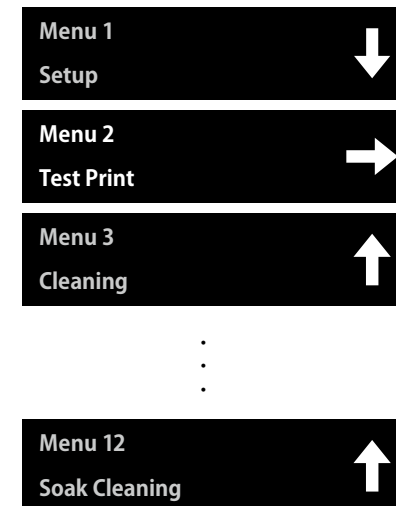 Menu 1
Setup
Menu 2
Test Print
Menu 3
Cleaning
.
.
.
Menu 12
Soak Cleaning